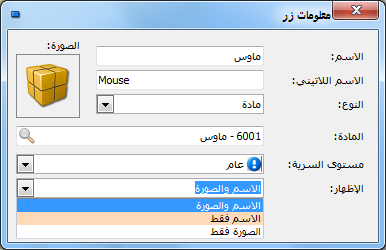 معلومات زر
الصورة:
الاسم: ماوس
الاسم اللاتيني: Mouse
النوع: مادة
المادة: 6001 - ماوس
مستوى السرية: عام
الإظهار: الاسم والصورة
الاسم والصورة
الاسم فقط
الصورة فقط